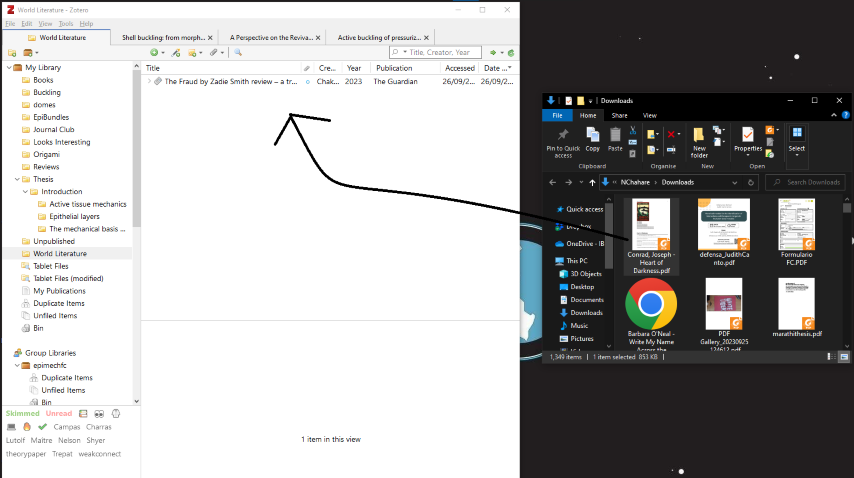 World Literature - Zotero
File Edit View Tools Help
World Literature
Shell buckling: from morph...
A Perspective on the Reviva...
Active buckling of pressuriz...
Title, Creator, Year
My Library
Books
Buckling
domes
EpiBundles
Journal Club
Looks Interesting
Origami
Reviews
Thesis
Introduction
Active tissue mechanics
Epithelial layers
The mechanical basis ...
Unpublished
World Literature
Tablet Files
Tablet Files (modified)
My Publications
Duplicate Items
Unfiled Items
Bin
Group Libraries
epimechfc
Duplicate Items
Unfiled Items
Bin
Skimmed Unread
Campas Charras
Lutolf Maitre Nelson Shyer
theorypaper Trepat weakconnect
Title Cre... Year Publication Accessed Date ...
The Fraud by Zadie Smith review – a tr... Chak... 2023 The Guardian 26/09/2... 26/09/2...
1 item in this view
Downloads
File Home Share View
Pin to Quick access
Copy
Paste
Clipboard
Organise
New folder
New
Properties
Open
Select
NChahare Downloads
Search Downloads
Quick access
OneDrive - IB
This PC
3D Objects
Desktop
Documents
Downloads
Music
Pictures
Conrad, Joseph -
Heart of
Darkness.pdf
defensa_JudithCa
nto.pdf
Formulario
FC.PDF
Barbara O'Neal -
Write My Name
Across the
PDF
Gallery_20230925
124612.pdf
marathithesis.pdf
1,349 items 1 item selected 853 KB